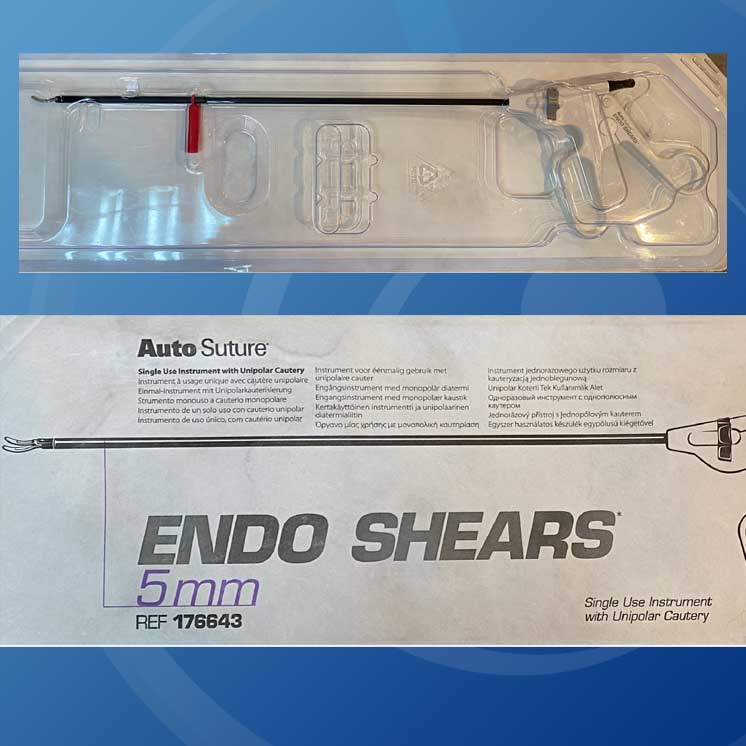 ENDO SHEARS
Auto Suture
Single Use Instrument with Unipolar Cautery
Instrument à usage unique avec cautère unipolaire
Einmal-Instrument mit Unipolarkauterisierung
Strumento monouso a cauterio monopolare
Instrumento de un solo uso con cauterio unipolar
Instrumento de uso único, com cautério unipolar
Instrument voor éénmalig gebruik met
unipolaire cauter
Engångsinstrument med monopolär diatermi
Engangsinstrument med monopolær kaustik
Kertakäyttöinen instrumentti ja unipolaarinen
diatermialiitin
Όργανο μίας χρήσης με μονοπολική καυτηρίαση
Instrument jednorazowego użytku rozmiaru z
kauteryzacją jednobiegunową
Unipolar Koterli Tek Kullanımlık Alet
Одноразовый инструмент с однополюсным
каутером
Jednorázový přístroj s jednopólovým kauterem
Egyszer használatos készülék egypólusú kiégetővel
ENDO SHEARS*
5mm
REF 176643
Single Use Instrument
with Unipolar Cautery